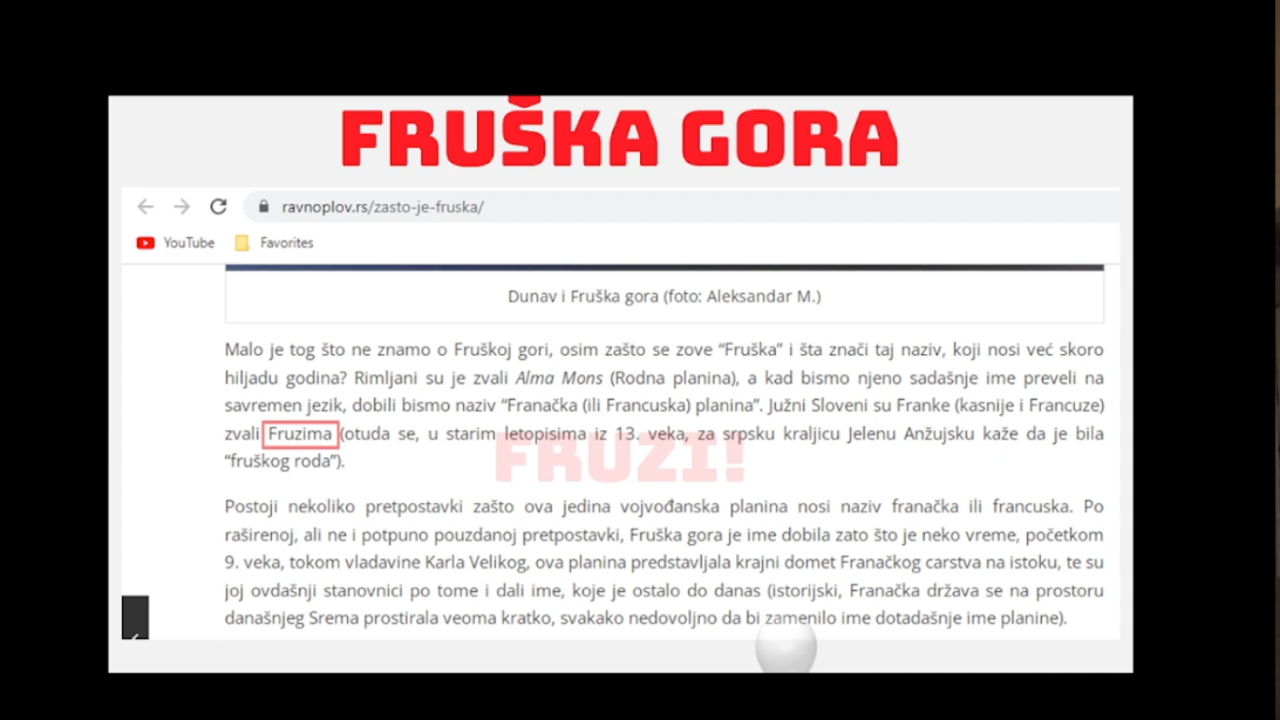 FRUŠKA GORA
ravnoplov.rs/zasto-je-fruska/
YouTube Favorites
Dunav i Fruška gora (foto: Aleksandar M.)
Malo je tog što ne znamo o Fruškoj gori, osim zašto se zove “Fruška” i šta znači taj naziv, koji nosi već skoro
hiljadu godina? Rimljani su je zvali Alma Mons (Rodna planina), a kad bismo njeno sadašnje ime preveli na
savremen jezik, dobili bismo naziv “Franačka (ili Francuska) planina”. Južni Sloveni su Franke (kasnije i Francuze)
zvali Fruzima (otuda se, u starim letopisima iz 13. veka, za srpsku kraljicu Jelenu Anžujsku kaže da je bila
“fruškog roda”).
FRUZI!
Postoji nekoliko pretpostavki zašto ova jedina vojvođanska planina nosi naziv franačka ili francuska. Po
raširenoj, ali ne i potpuno pouzdanoj pretpostavki, Fruška gora je ime dobila zato što je neko vreme, početkom
9. veka, tokom vladavine Karla Velikog, ova planina predstavljala krajni domet Franačkog carstva na istoku, te su
joj ovdašnji stanovnici po tome i dali ime, koje je ostalo do danas (istorijski, Franačka država se na prostoru
današnjeg Srema prostirala veoma kratko, svakako nedovoljno da bi zamenilo ime dotadašnje ime planine).